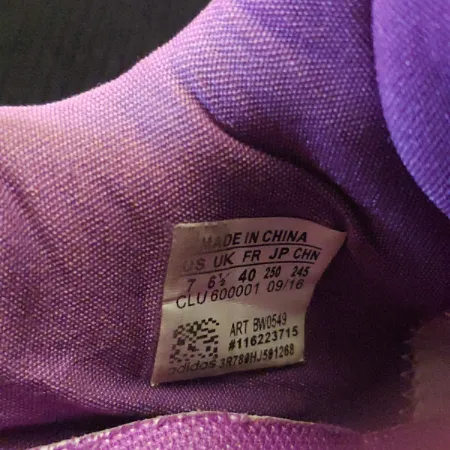 MADE IN CHINA
US UK FR JP CHN
7 6½ 40 250 245
CLU 600001 09/16
ART BW0549
#116223715
adidas 3R780HJ501268